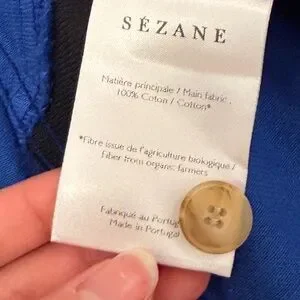 SÉZANE
Matière principale / Main fabric :
100% Coton / Cotton*
*Fibre issue de l'agriculture biologique /
Fiber from organic farmers
Fabriqué au Portugal
Made in Portugal